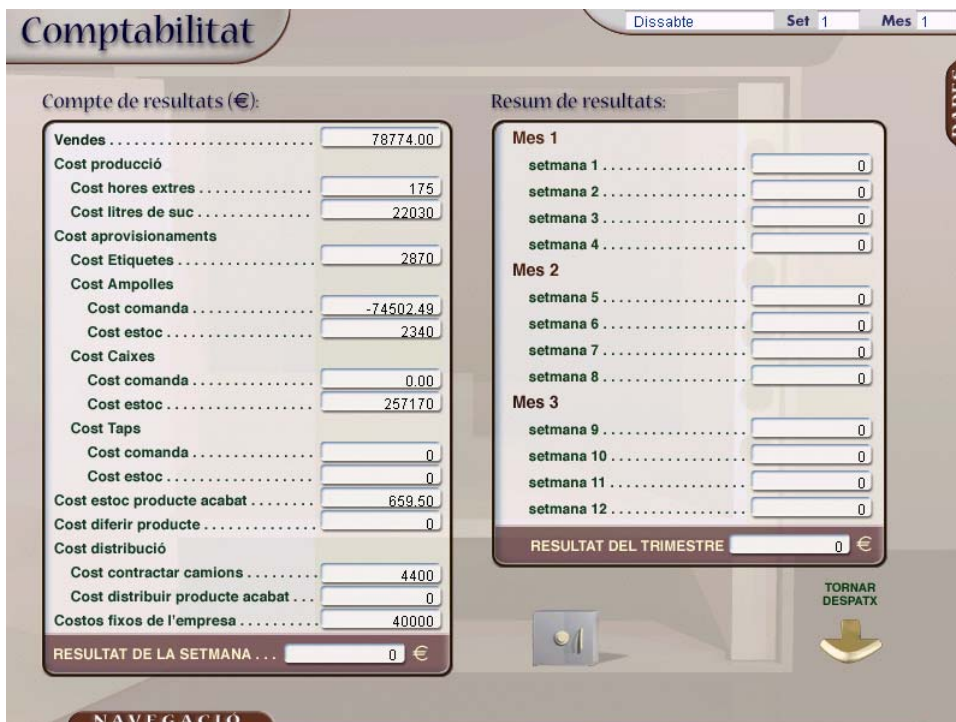 Comptabilitat
Dissabte Set 1 Mes 1
Compte de resultats (€):
Vendes . . . . . . . . . . . . . . . . . . . . . . . . 78774.00
Cost producció
Cost hores extres . . . . . . . . . . . . . . 175
Cost litres de suc . . . . . . . . . . . . . . 22030
Cost aprovisionaments
Cost Etiquetes . . . . . . . . . . . . . . . . . 2870
Cost Ampolles
Cost comanda . . . . . . . . . . . . . . . -74502.49
Cost estoc . . . . . . . . . . . . . . . . . . 2340
Cost Caixes
Cost comanda . . . . . . . . . . . . . . . 0.00
Cost estoc . . . . . . . . . . . . . . . . . . 257170
Cost Taps
Cost comanda . . . . . . . . . . . . . . . 0
Cost estoc . . . . . . . . . . . . . . . . . . 0
Cost estoc producte acabat . . . . . . . . 659.50
Cost diferir producte . . . . . . . . . . . . . . 0
Cost distribució
Cost contractar camions . . . . . . . . . 4400
Cost distribuir producte acabat . . . 0
Costos fixos de l'empresa . . . . . . . . . . 40000
RESULTAT DE LA SETMANA . . . 0 €
Resum de resultats:
Mes 1
setmana 1 . . . . . . . . . . . . . . . . . . 0
setmana 2 . . . . . . . . . . . . . . . . . . 0
setmana 3 . . . . . . . . . . . . . . . . . . 0
setmana 4 . . . . . . . . . . . . . . . . . . 0
Mes 2
setmana 5 . . . . . . . . . . . . . . . . . . 0
setmana 6 . . . . . . . . . . . . . . . . . . 0
setmana 7 . . . . . . . . . . . . . . . . . . 0
setmana 8 . . . . . . . . . . . . . . . . . . 0
Mes 3
setmana 9 . . . . . . . . . . . . . . . . . . 0
setmana 10 . . . . . . . . . . . . . . . . . 0
setmana 11 . . . . . . . . . . . . . . . . . 0
setmana 12 . . . . . . . . . . . . . . . . . 0
RESULTAT DEL TRIMESTRE 0 €
TORNAR
DESPATX
DADES
NAVEGACIÓ